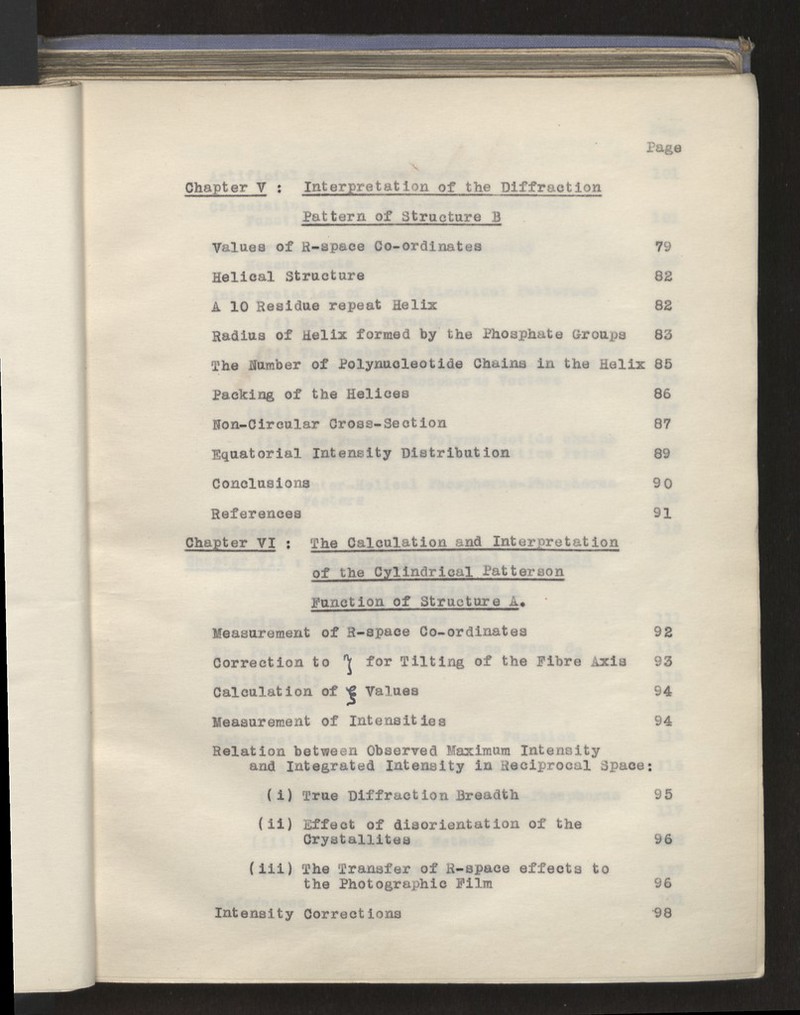 Page
Chapter V : Interpretation of the Diffraction
Pattern of Structure B
Values of R-space Co-ordinates 79
Helical Structure 82
A 10 Residue repeat Helix 82
Radius of Helix formed by the Phosphate Groups 83
The Number of Polynucleotide Chains in the Helix 85
Packing of the Helices 86
Non-Circular Cross-Section 87
Equatorial Intensity Distribution 89
Conclusions 90
References 91
Chapter VI : The Calculation and Interpretation
of the Cylindrical Patterson
Function of Structure A.
Measurement of R-space Co-ordinates 92
Correction to ζ for Tilting of the Fibre Axis 93
Calculation of ξ Values 94
Measurement of Intensities 94
Relation between Observed Maximum Intensity
and Integrated Intensity in Reciprocal Space:
(i) True Diffraction Breadth 95
(ii) Effect of disorientation of the
Crystallites 96
(iii) The Transfer of R-space effects to
the Photographic Film 96
Intensity Corrections 98